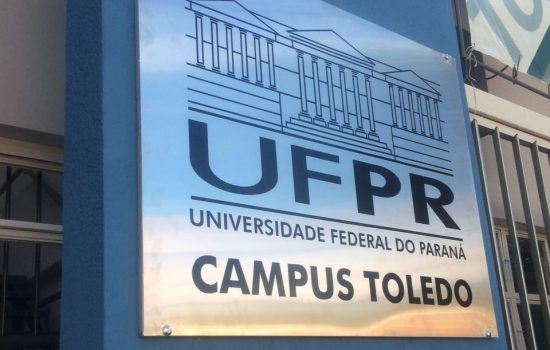 UFPR
UNIVERSIDADE FEDERAL DO PARANÁ
CAMPUS TOLEDO